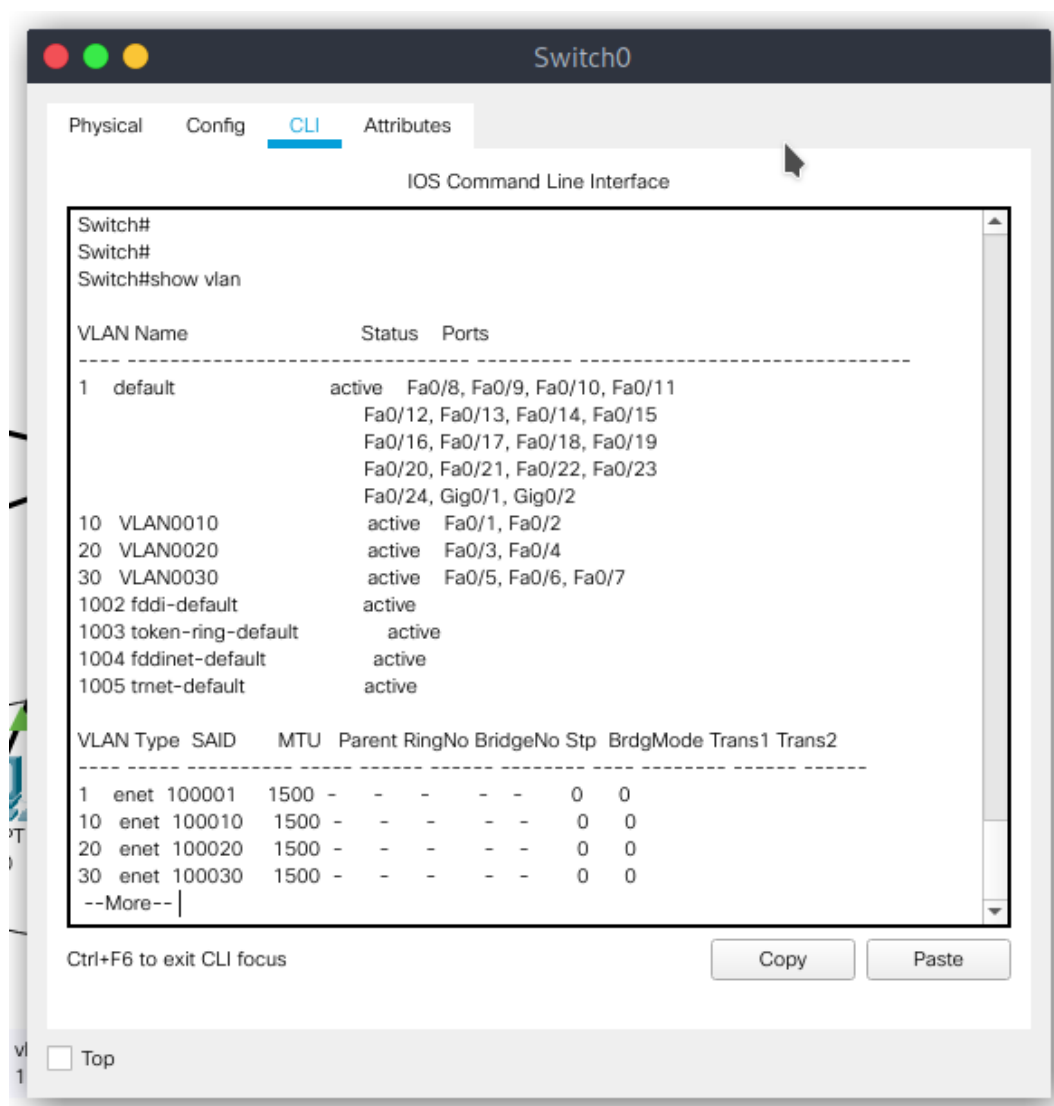 Switch0
Physical Config CLI Attributes
IOS Command Line Interface
Switch#
Switch#
Switch#show vlan
VLAN Name Status Ports
---- -------------------------------- --------- -------------------------------
1 default active Fa0/8, Fa0/9, Fa0/10, Fa0/11
Fa0/12, Fa0/13, Fa0/14, Fa0/15
Fa0/16, Fa0/17, Fa0/18, Fa0/19
Fa0/20, Fa0/21, Fa0/22, Fa0/23
Fa0/24, Gig0/1, Gig0/2
10 VLAN0010 active Fa0/1, Fa0/2
20 VLAN0020 active Fa0/3, Fa0/4
30 VLAN0030 active Fa0/5, Fa0/6, Fa0/7
1002 fddi-default active
1003 token-ring-default active
1004 fddinet-default active
1005 trnet-default active
VLAN Type SAID MTU Parent RingNo BridgeNo Stp BrdgMode Trans1 Trans2
---- ----- ---------- ----- ------ ------ -------- ---- -------- ------ ------
1 enet 100001 1500 - - - - - 0 0
10 enet 100010 1500 - - - - - 0 0
20 enet 100020 1500 - - - - - 0 0
30 enet 100030 1500 - - - - - 0 0
--More--
Ctrl+F6 to exit CLI focus Copy Paste
Top